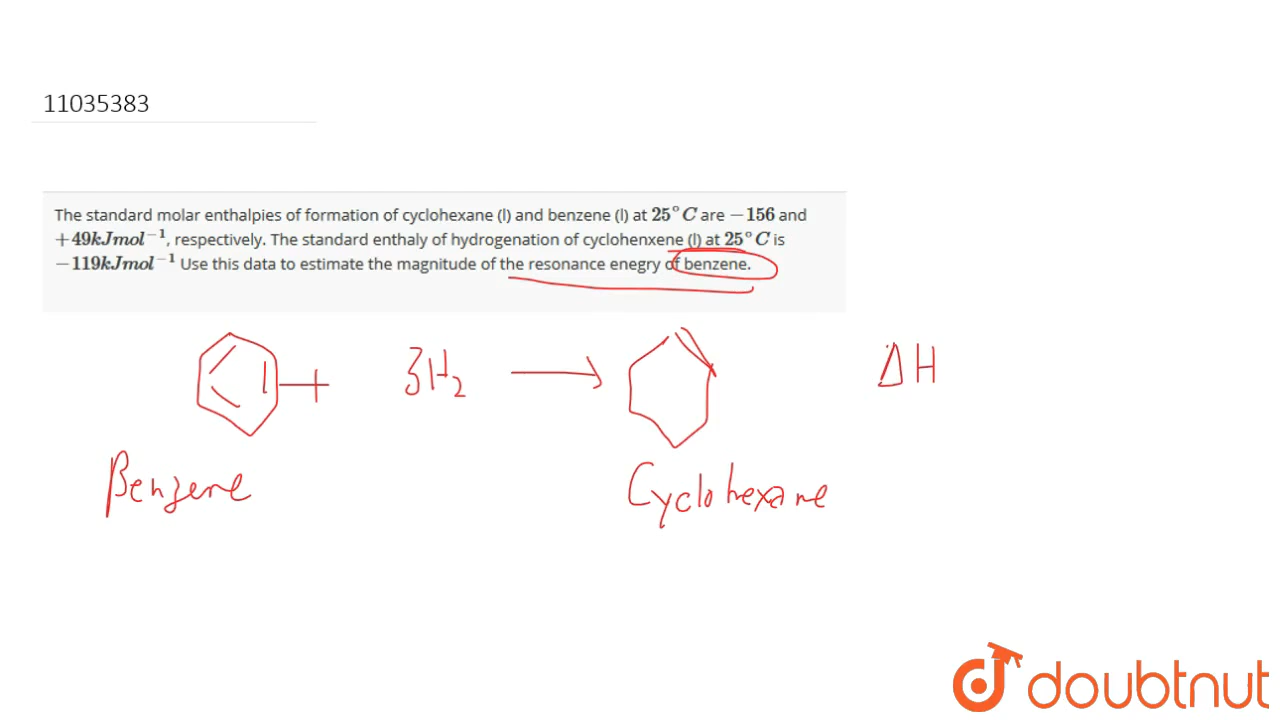 11035383
The standard molar enthalpies of formation of cyclohexane (l) and benzene (l) at 25°C are −156 and
+49kJmol⁻¹, respectively. The standard enthaly of hydrogenation of cyclohenxene (l) at 25°C is
−119kJmol⁻¹ Use this data to estimate the magnitude of the resonance enegry of benzene.
+ 3H₂ → ΔH
Benzene Cyclohexane
doubtnut